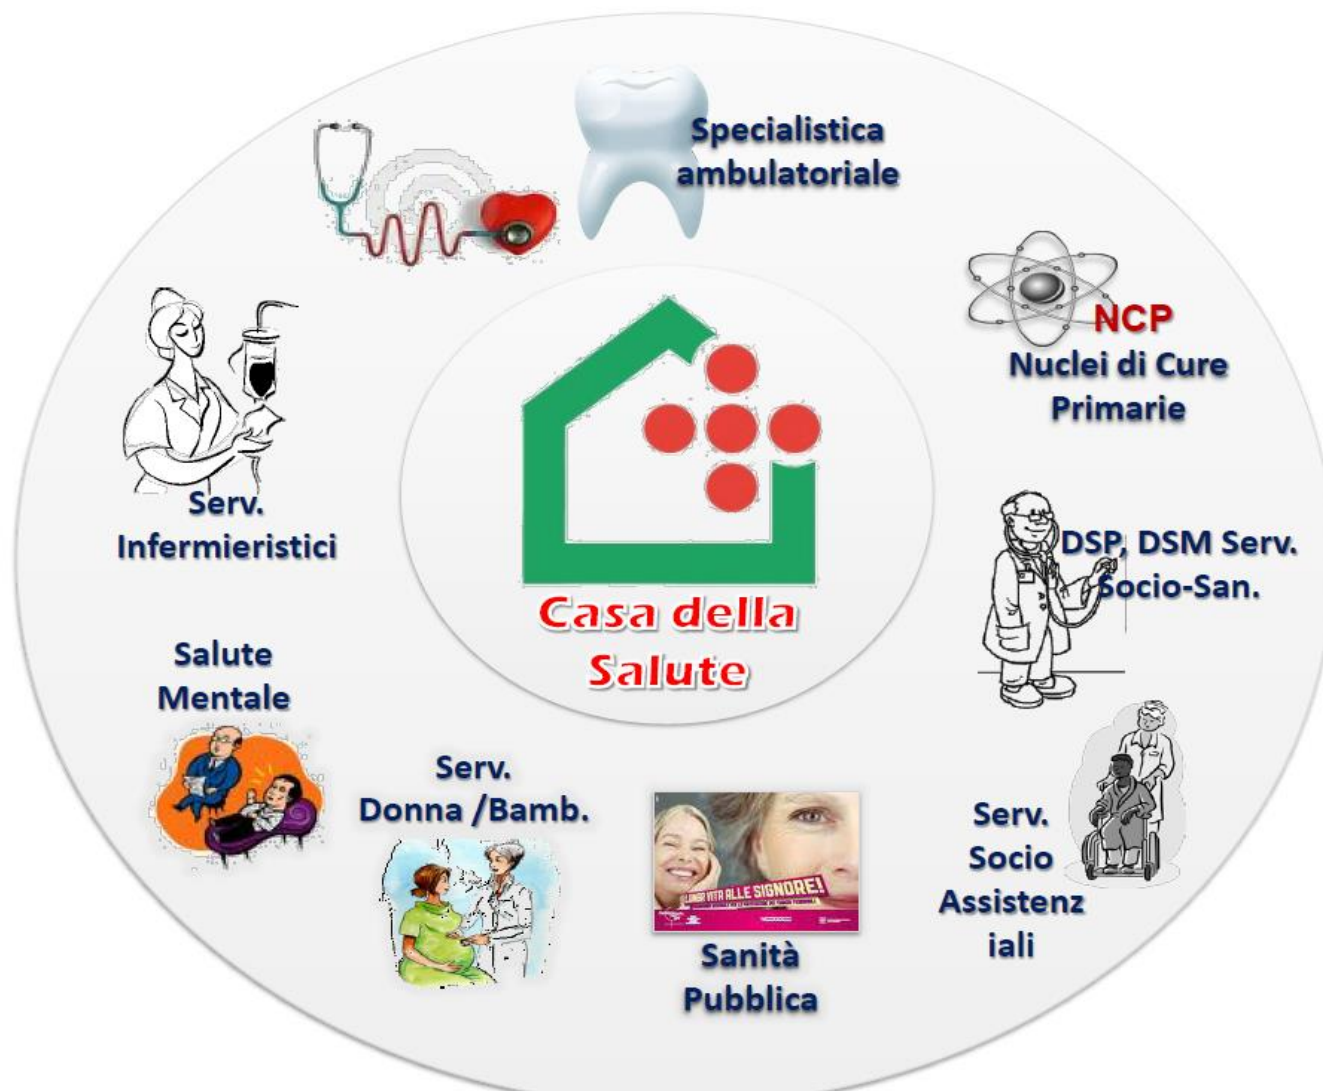 Specialistica
ambulatoriale
NCP
Nuclei di Cure
Primarie
Serv.
Infermieristici
DSP, DSM Serv.
Socio-San.
Casa della
Salute
Salute
Mentale
Serv.
Donna /Bamb.
Serv.
Socio
Assistenz
iali
LUNGA VITA ALLE SIGNORE!
Sanità
Pubblica